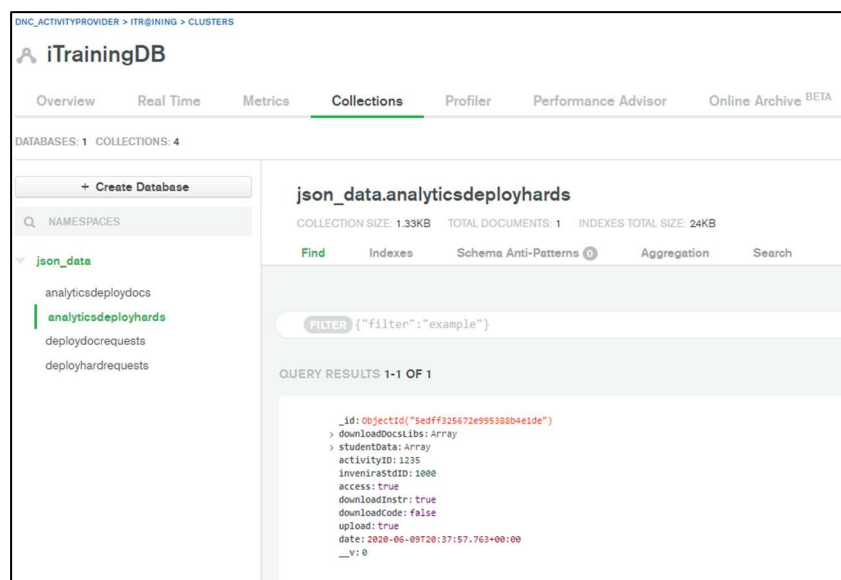 DNC_ACTIVITYPROVIDER > ITR@INING > CLUSTERS
iTrainingDB
Overview Real Time Metrics Collections Profiler Performance Advisor Online Archive BETA
DATABASES: 1 COLLECTIONS: 4
+ Create Database
NAMESPACES
json_data
analyticsdeploydocs
analyticsdeployhards
deploydocrequests
deployhardrequests
json_data.analyticsdeployhards
COLLECTION SIZE: 1.33KB TOTAL DOCUMENTS: 1 INDEXES TOTAL SIZE: 24KB
Find Indexes Schema Anti-Patterns 0 Aggregation Search
FILTER {"filter":"example"}
QUERY RESULTS 1-1 OF 1
_id: ObjectId("5edff325672e995388b4e1de")
> downloadDocsLibs: Array
> studentData: Array
activityID: 1235
inveniraStdID: 1000
access: true
downloadInstr: true
downloadCode: false
upload: true
date: 2020-06-09T20:37:57.763+00:00
__v: 0